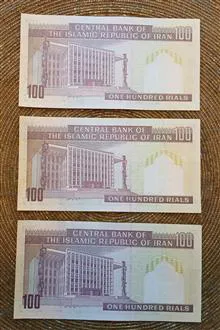 CENTRAL BANK OF
THE ISLAMIC REPUBLIC OF IRAN
100
100
ONE HUNDRED RIALS
CENTRAL BANK OF
THE ISLAMIC REPUBLIC OF IRAN
100
100
ONE HUNDRED RIALS
CENTRAL BANK OF
THE ISLAMIC REPUBLIC OF IRAN
100
100
ONE HUNDRED RIALS